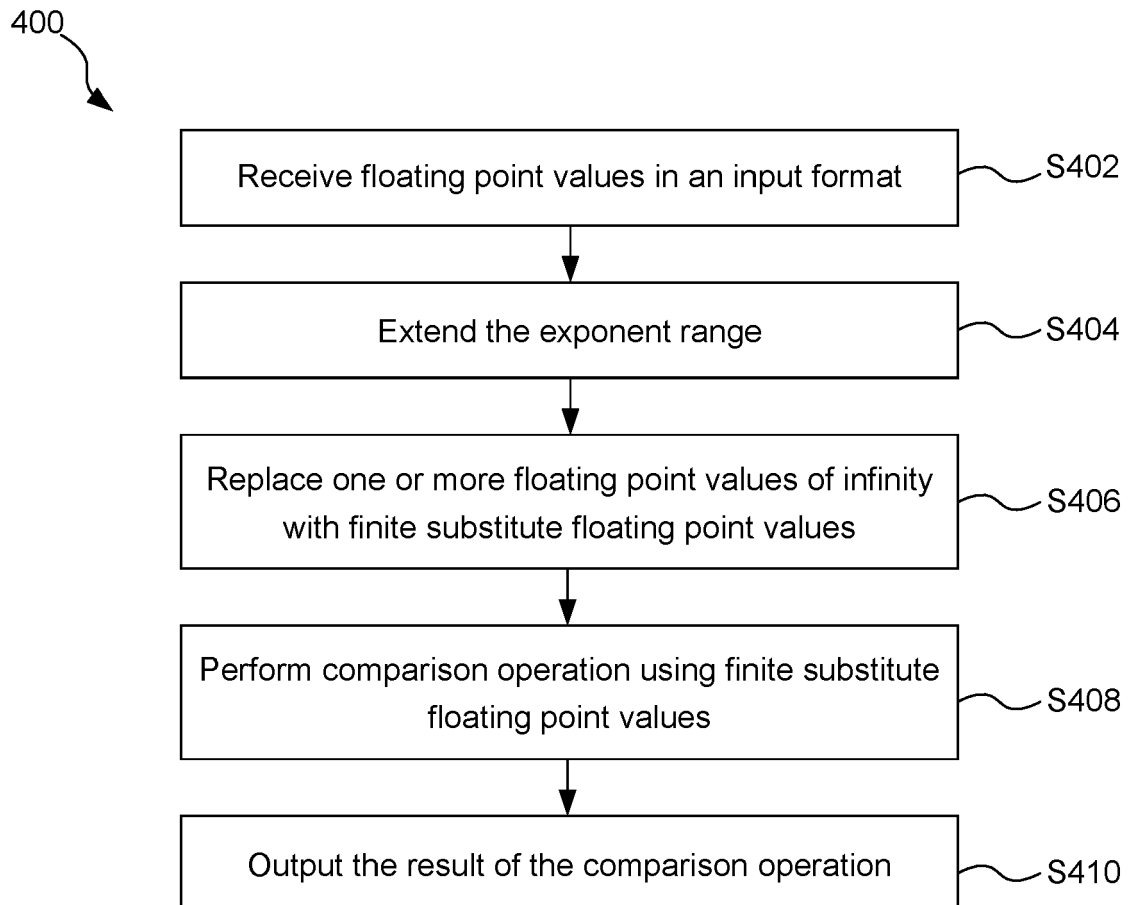 400
Receive floating point values in an input format
S402
Extend the exponent range
S404
Replace one or more floating point values of infinity
with finite substitute floating point values
S406
Perform comparison operation using finite substitute
floating point values
S408
Output the result of the comparison operation
S410